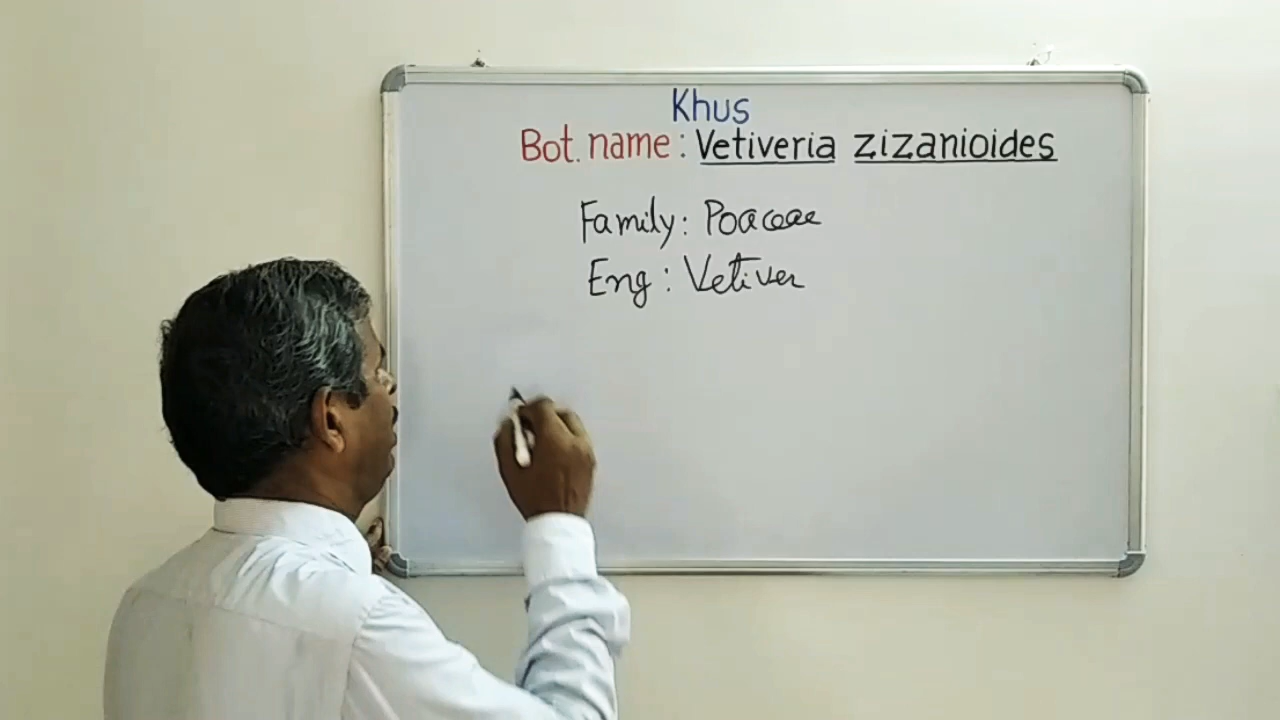 Khus
Bot. name : Vetiveria zizanioides
Family : Poaceae
Eng : Vetiver